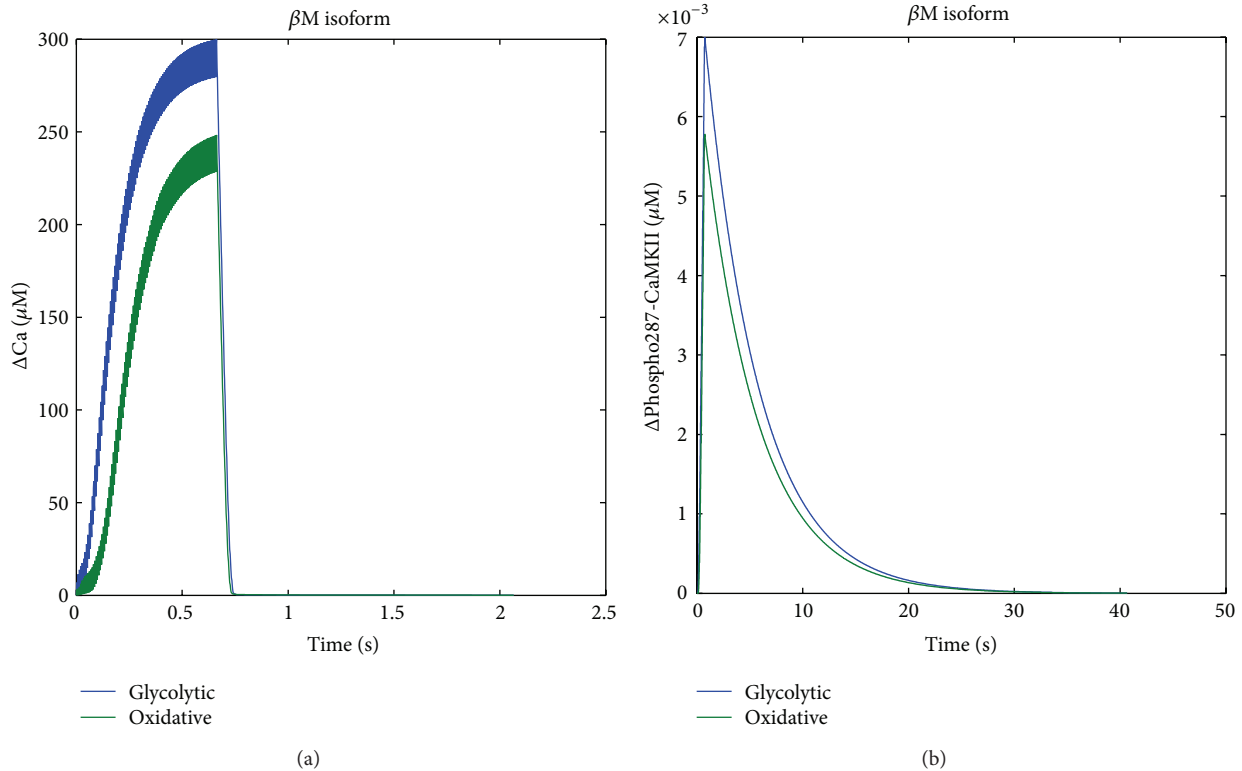 βM isoform
300
250
200
150
100
50
0
ΔCa (μM)
0
0.5
1
1.5
2
2.5
Time (s)
Glycolytic
Oxidative
(a)
×10⁻³
βM isoform
7
6
5
4
3
2
1
0
ΔPhospho287-CaMKII (μM)
0
10
20
30
40
50
Time (s)
Glycolytic
Oxidative
(b)